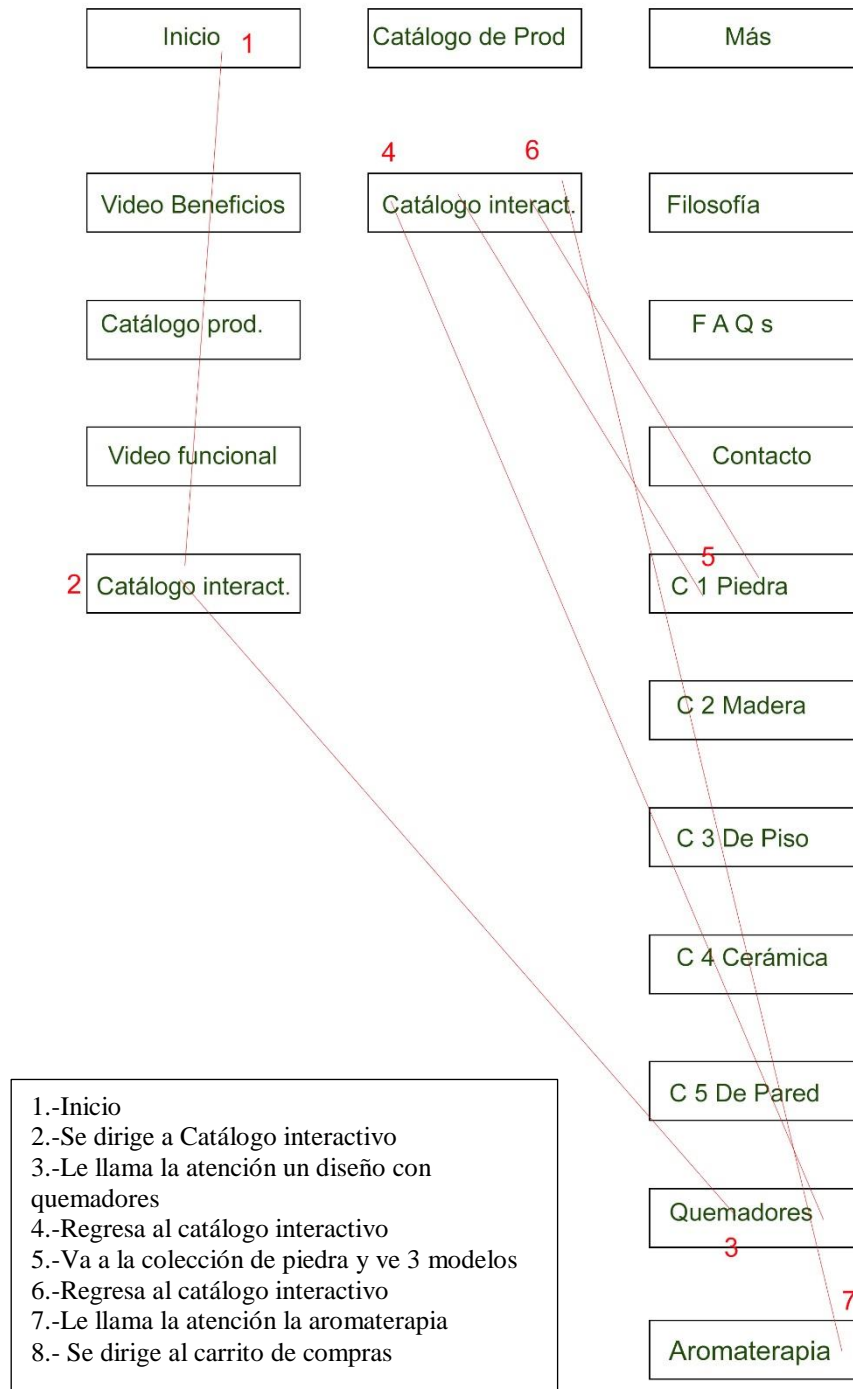 Inicio 1 Catálogo de Prod Más
4 6
Video Beneficios Catálogo interact. Filosofía
Catálogo prod. F A Q s
Video funcional Contacto
5
2 Catálogo interact. C 1 Piedra
C 2 Madera
C 3 De Piso
C 4 Cerámica
C 5 De Pared
Quemadores
3
7
Aromaterapia
1.-Inicio
2.-Se dirige a Catálogo interactivo
3.-Le llama la atención un diseño con
quemadores
4.-Regresa al catálogo interactivo
5.-Va a la colección de piedra y ve 3 modelos
6.-Regresa al catálogo interactivo
7.-Le llama la atención la aromaterapia
8.- Se dirige al carrito de compras